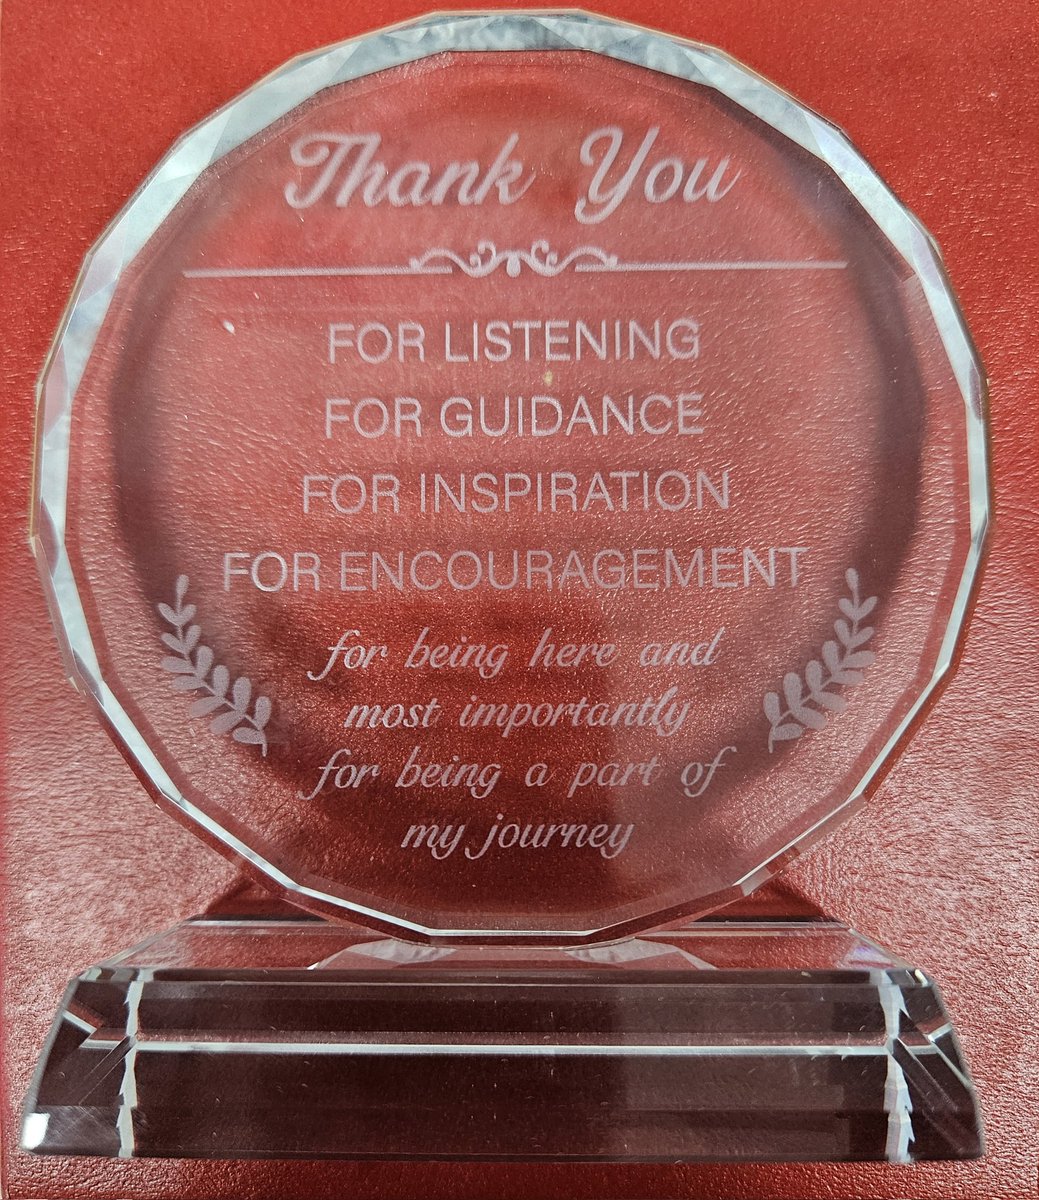 Thank You
FOR LISTENING
FOR GUIDANCE
FOR INSPIRATION
FOR ENCOURAGEMENT
for being here and
most importantly
for being a part of
my journey